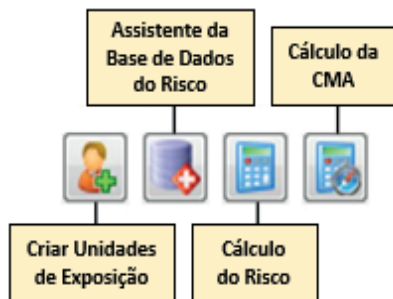 Assistente da
Base de Dados
do Risco
Cálculo da
CMA
Criar Unidades
de Exposição
Cálculo
do Risco